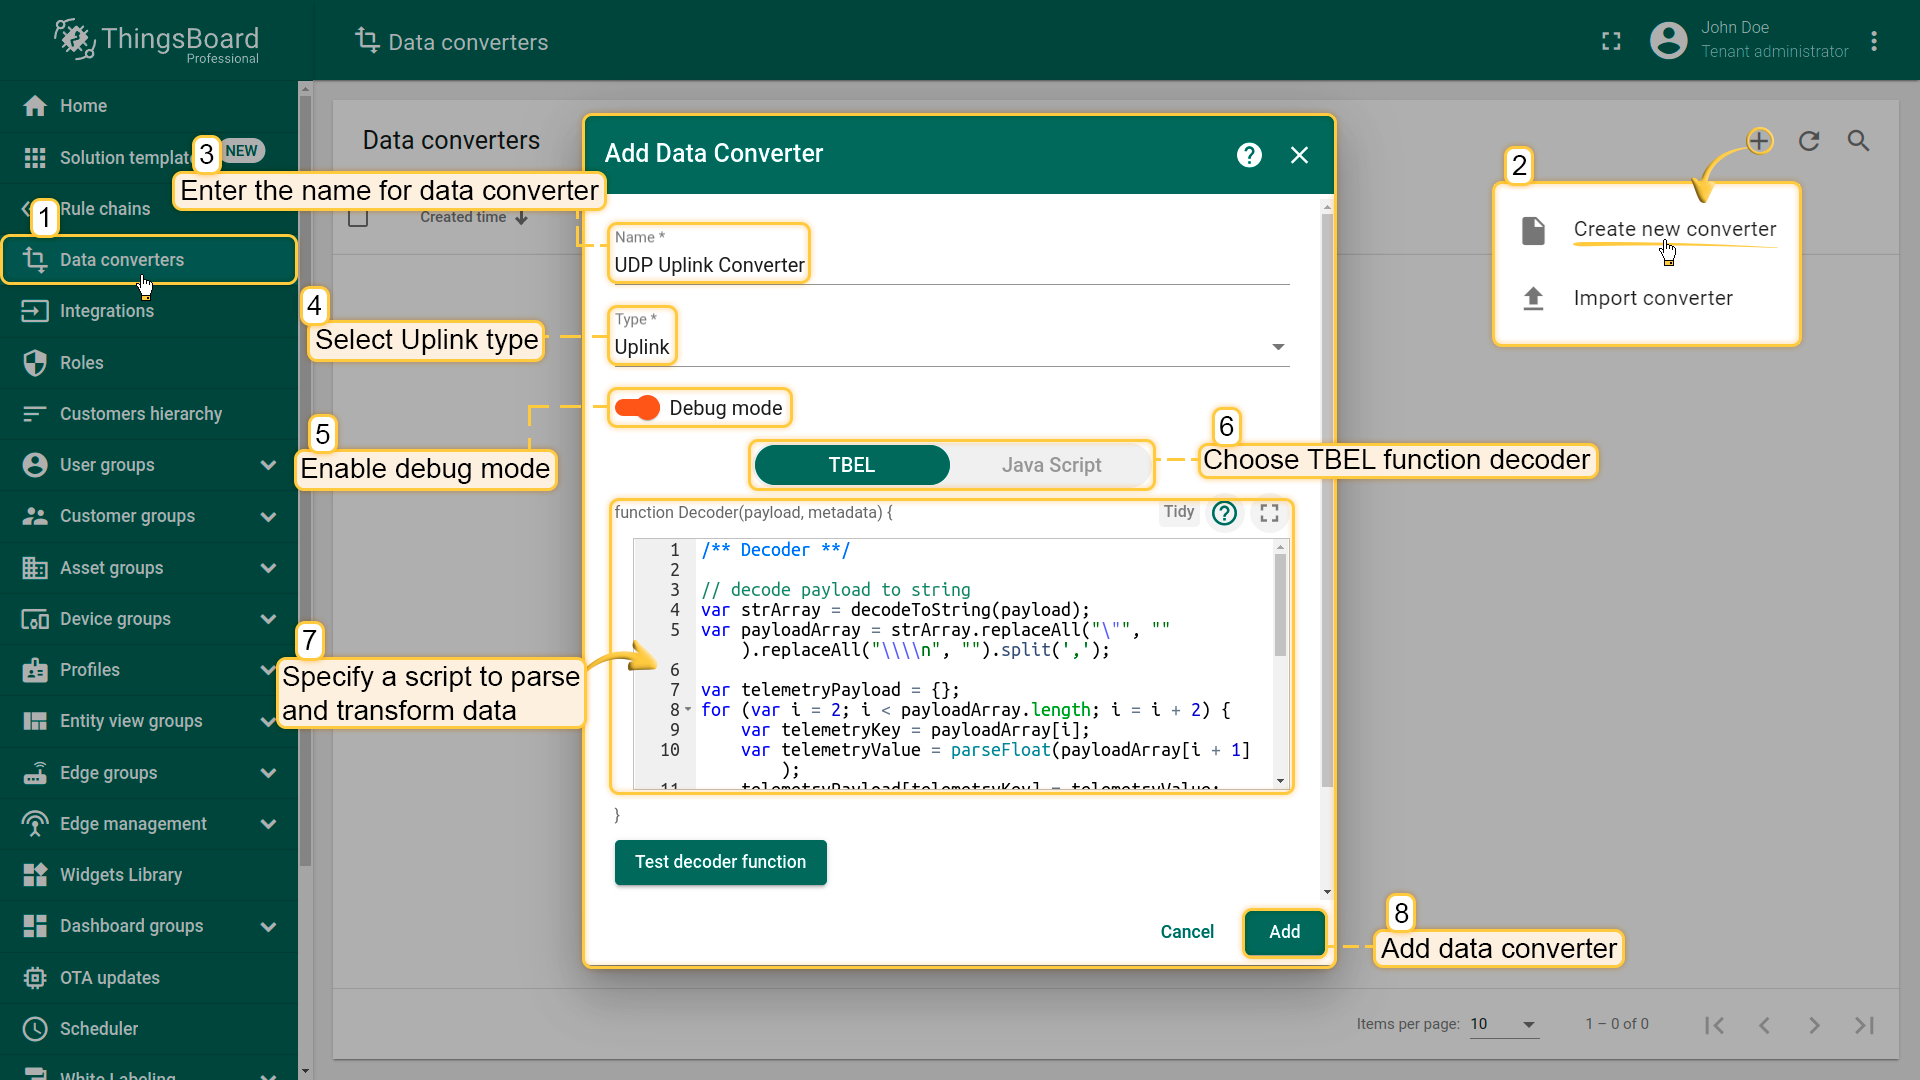 ThingsBoard
Professional
Data converters
John Doe
Tenant administrator
Home
Solution templat
NEW
Rule chains
Data converters
Integrations
Roles
Customers hierarchy
User groups
Customer groups
Asset groups
Device groups
Profiles
Entity view groups
Edge groups
Edge management
Widgets Library
Dashboard groups
OTA updates
Scheduler
White Labeling
1
Data converters
Created time
2
Create new converter
Import converter
3
Enter the name for data converter
Add Data Converter
Name *
UDP Uplink Converter
4
Select Uplink type
Type *
Uplink
5
Enable debug mode
Debug mode
6
Choose TBEL function decoder
TBEL
Java Script
function Decoder(payload, metadata) {
Tidy
7
Specify a script to parse
and transform data
1 /** Decoder **/
2
3 // decode payload to string
4 var strArray = decodeToString(payload);
5 var payloadArray = strArray.replaceAll("\"", ""
).replaceAll("\\\\n", "").split(',');
6
7 var telemetryPayload = {};
8 for (var i = 2; i < payloadArray.length; i = i + 2) {
9 var telemetryKey = payloadArray[i];
10 var telemetryValue = parseFloat(payloadArray[i + 1]
);
11 telemetryPayload[telemetryKey] = telemetryValue;
}
Test decoder function
Cancel
Add
8
Add data converter
Items per page: 10
1 – 0 of 0